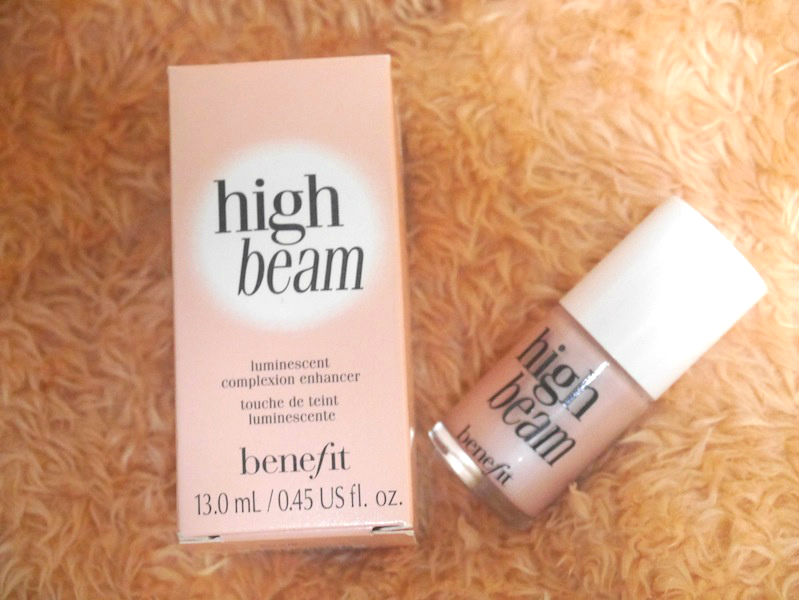 high
beam
luminescent
complexion enhancer
touche de teint
luminescente
benefit
13.0 mL / 0.45 US fl. oz.
high
beam
benefit